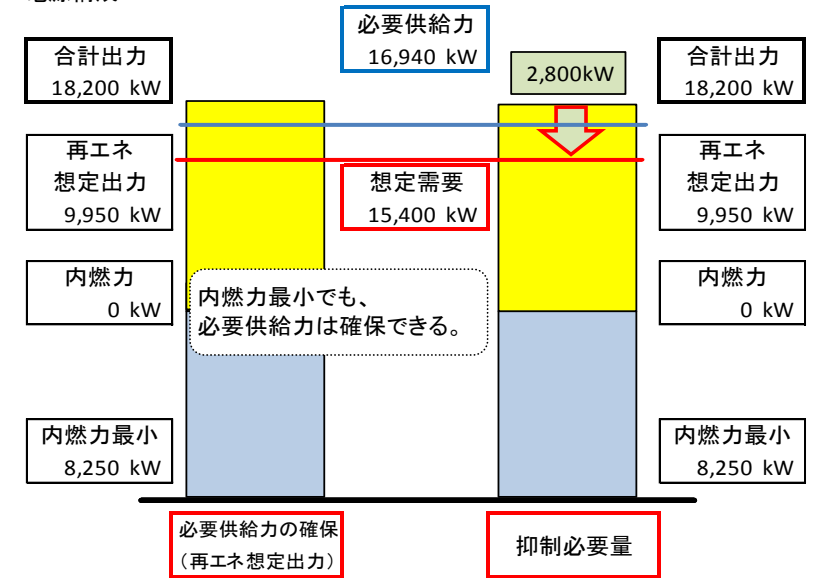 必要供給力
16,940 kW
合計出力
18,200 kW
2,800kW
合計出力
18,200 kW
再エネ
想定出力
9,950 kW
想定需要
15,400 kW
再エネ
想定出力
9,950 kW
内燃力
0 kW
内燃力最小でも、
必要供給力は確保できる。
内燃力
0 kW
内燃力最小
8,250 kW
内燃力最小
8,250 kW
必要供給力の確保
（再エネ想定出力）
抑制必要量